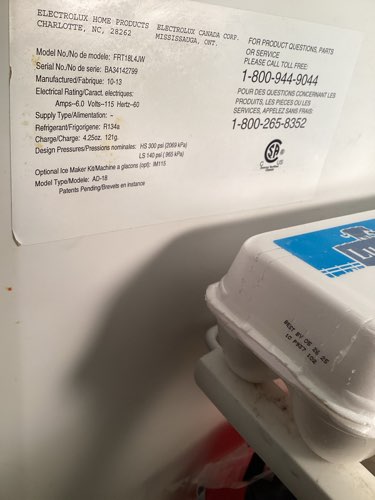 ELECTROLUX HOME PRODUCTS
CHARLOTTE, NC, 28262
ELECTROLUX CANADA CORP.
MISSISSAUGA, ONT.
Model No./No de modele: FRT18L4JW
Serial No./No de serie: BA34142799
Manufactured/Fabrique: 10-13
Electrical Rating/Caract. electriques:
Amps-6.0 Volts-115 Hertz-60
Supply Type/Alimentation: -
Refrigerant/Frigorigene: R134a
Charge/Charge: 4.25oz. 121g.
Design Pressures/Pressions nominales: HS 300 psi (2069 kPa)
LS 140 psi ( 965 kPa)
Optional Ice Maker Kit/Machine a glacons (opt): IM115
Model Type/Modele: AD-18
Patents Pending/Brevets en instance
FOR PRODUCT QUESTIONS, PARTS
OR SERVICE
PLEASE CALL TOLL FREE:
1-800-944-9044
POUR DES QUESTIONS CONCERNANT LES
PRODUITS, LES PIECES OU LES
SERVICES, APPELEZ SANS FRAIS:
1-800-265-8352
BEST BY